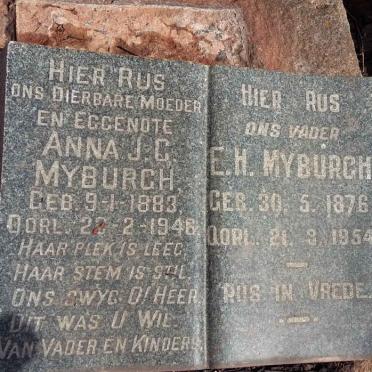 HIER RUS
ONS DIERBARE MOEDER
EN EGGENOTE
ANNA J.C.
MYBURGH.
GEB. 9-1-1883.
OORL. 22-2-1948.
HAAR PLEK IS LEEG.
HAAR STEM IS STIL.
ONS SWYG O! HEER.
DIT WAS U WIL.
VAN VADER EN KINDERS.
HIER RUS
ONS VADER
E.H. MYBURGH
GEB. 30. 5. 1876
OORL. 21. 3. 1954
RUS IN VREDE.